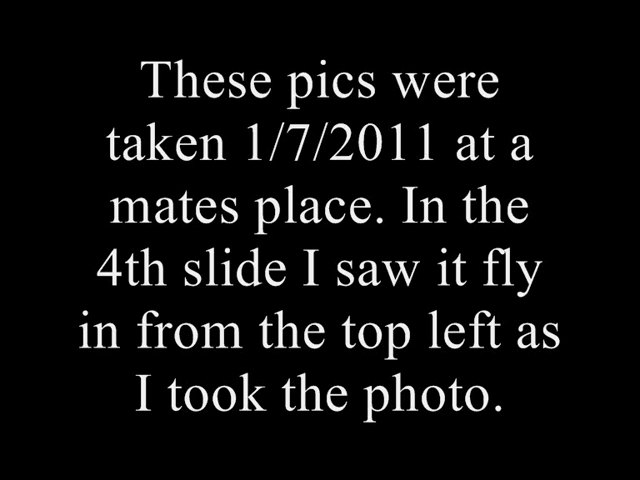 These pics were
taken 1/7/2011 at a
mates place. In the
4th slide I saw it fly
in from the top left as
I took the photo.